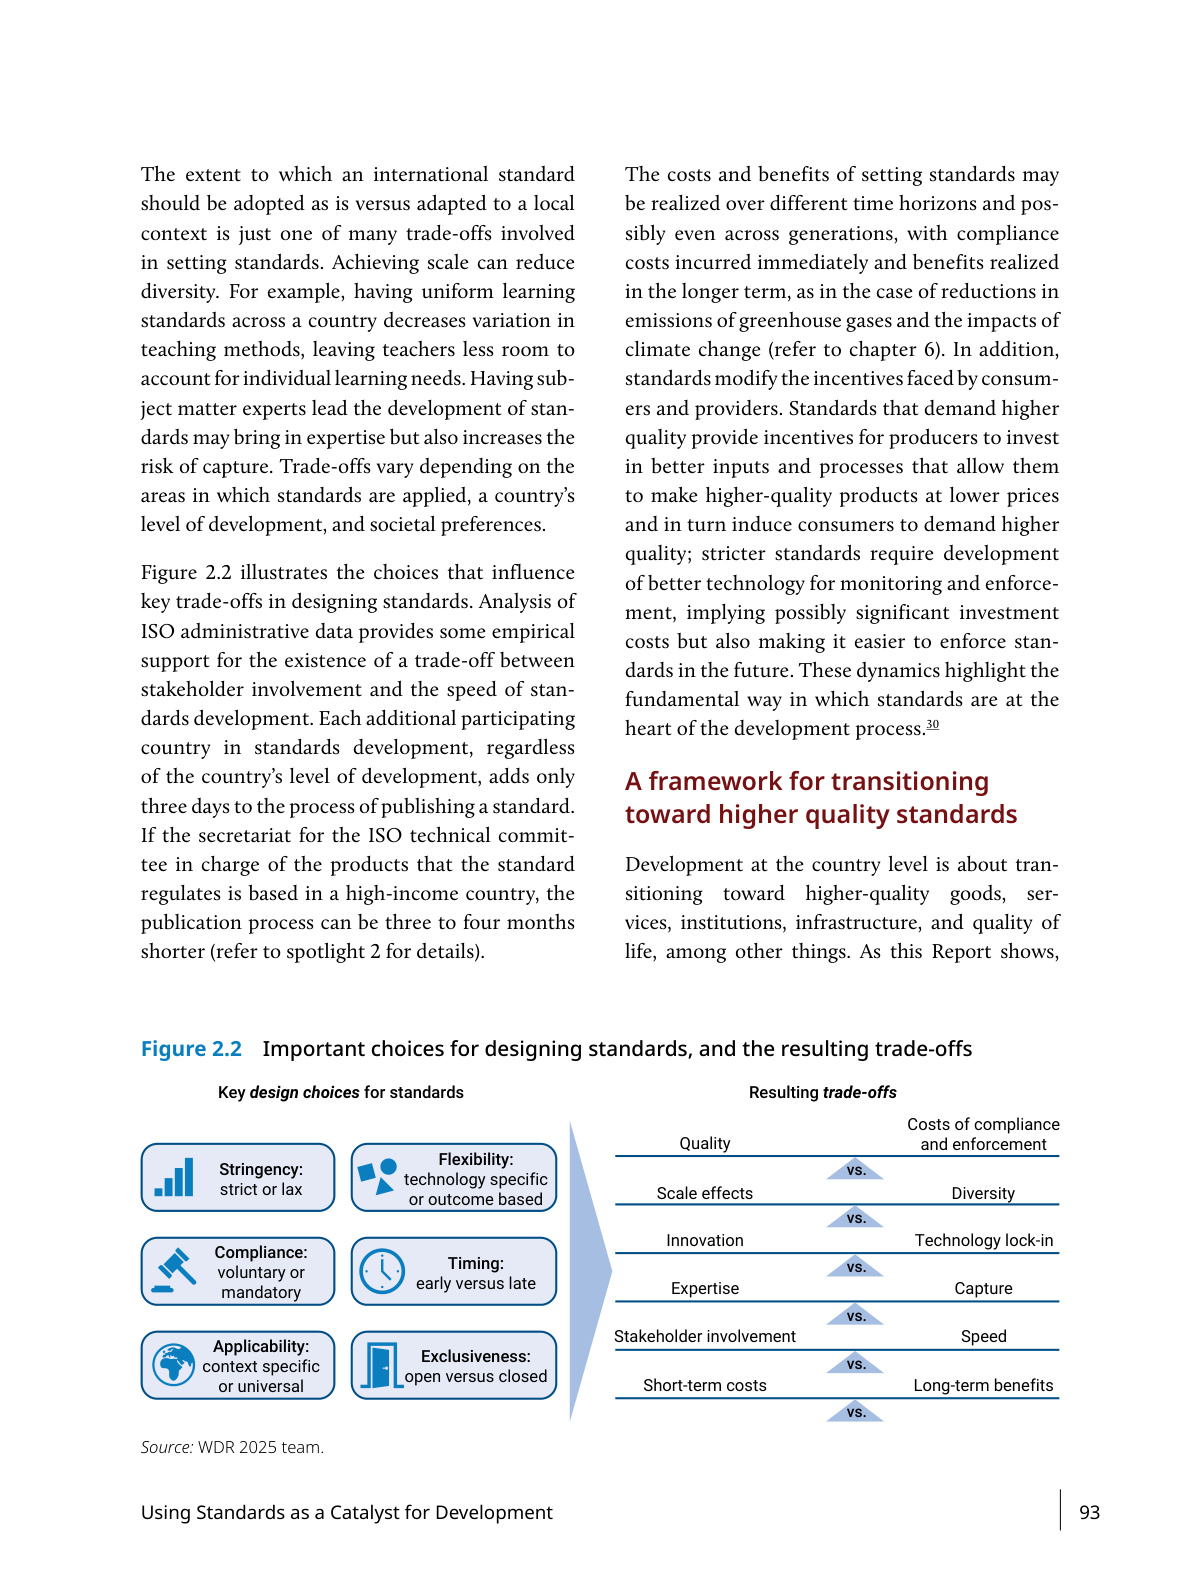 The extent to which an international standard
should be adopted as is versus adapted to a local
context is just one of many trade-offs involved
in setting standards. Achieving scale can reduce
diversity. For example, having uniform learning
standards across a country decreases variation in
teaching methods, leaving teachers less room to
account for individual learning needs. Having sub-
ject matter experts lead the development of stan-
dards may bring in expertise but also increases the
risk of capture. Trade-offs vary depending on the
areas in which standards are applied, a country’s
level of development, and societal preferences.
Figure 2.2 illustrates the choices that influence
key trade-offs in designing standards. Analysis of
ISO administrative data provides some empirical
support for the existence of a trade-off between
stakeholder involvement and the speed of stan-
dards development. Each additional participating
country in standards development, regardless
of the country’s level of development, adds only
three days to the process of publishing a standard.
If the secretariat for the ISO technical commit-
tee in charge of the products that the standard
regulates is based in a high-income country, the
publication process can be three to four months
shorter (refer to spotlight 2 for details).
The costs and benefits of setting standards may
be realized over different time horizons and pos-
sibly even across generations, with compliance
costs incurred immediately and benefits realized
in the longer term, as in the case of reductions in
emissions of greenhouse gases and the impacts of
climate change (refer to chapter 6). In addition,
standards modify the incentives faced by consum-
ers and providers. Standards that demand higher
quality provide incentives for producers to invest
in better inputs and processes that allow them
to make higher-quality products at lower prices
and in turn induce consumers to demand higher
quality; stricter standards require development
of better technology for monitoring and enforce-
ment, implying possibly significant investment
costs but also making it easier to enforce stan-
dards in the future. These dynamics highlight the
fundamental way in which standards are at the
heart of the development process.30
A framework for transitioning
toward higher quality standards
Development at the country level is about tran-
sitioning toward higher-quality goods, ser-
vices, institutions, infrastructure, and quality of
life, among other things. As this Report shows,
Figure 2.2 Important choices for designing standards, and the resulting trade-offs
Key design choices for standards
Stringency:
strict or lax
Flexibility:
technology specific
or outcome based
Compliance:
voluntary or
mandatory
Timing:
early versus late
Applicability:
context specific
or universal
Exclusiveness:
open versus closed
Resulting trade-offs
Quality
Costs of compliance
and enforcement
vs.
Scale effects
Diversity
vs.
Innovation
Technology lock-in
vs.
Expertise
Capture
vs.
Stakeholder involvement
Speed
vs.
Short-term costs
Long-term benefits
vs.
Source: WDR 2025 team.
Using Standards as a Catalyst for Development
93